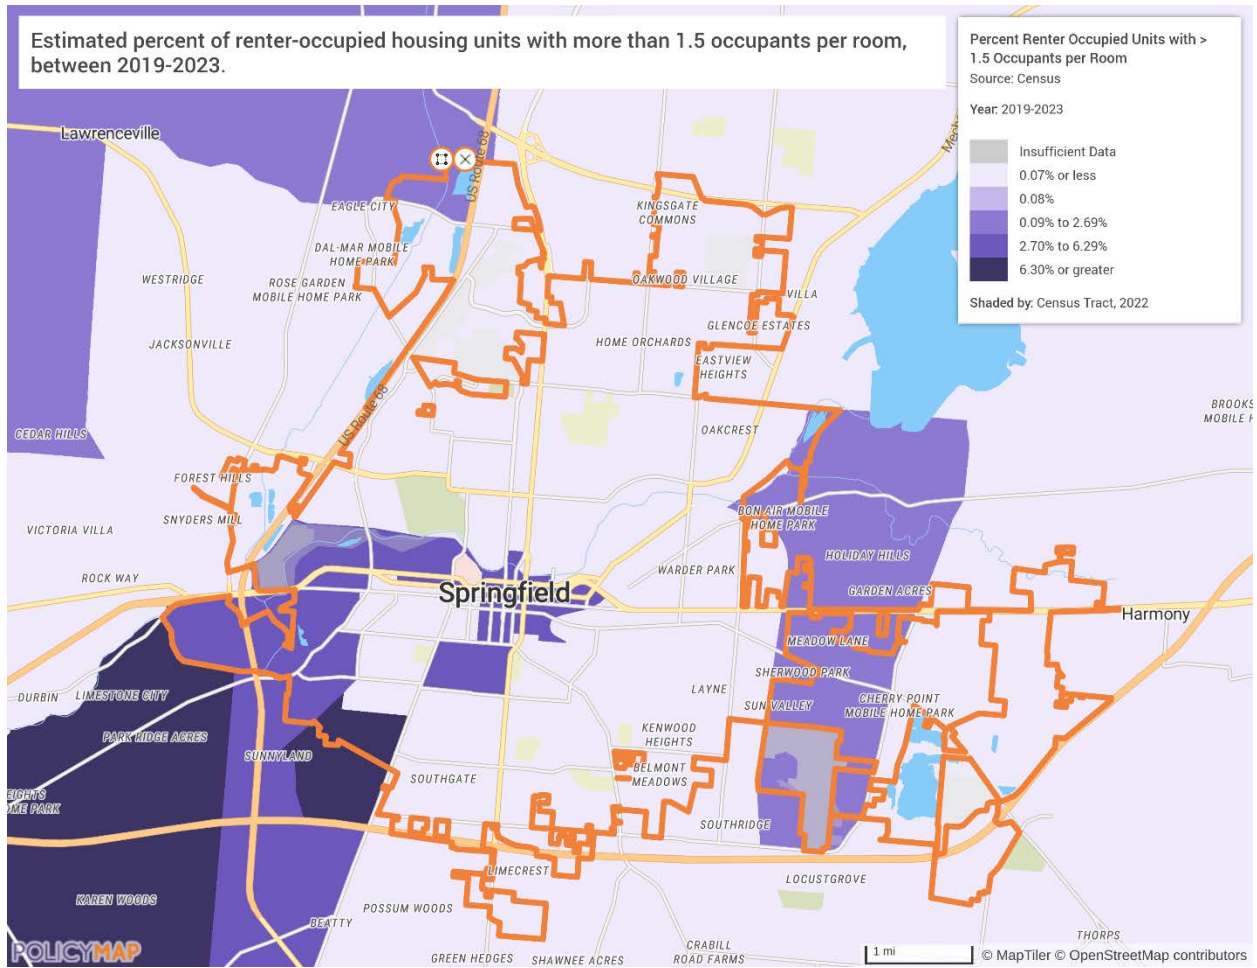 Estimated percent of renter-occupied housing units with more than 1.5 occupants per room,
between 2019-2023.
Percent Renter Occupied Units with >
1.5 Occupants per Room
Source: Census
Year: 2019-2023
Insufficient Data
0.07% or less
0.08%
0.09% to 2.69%
2.70% to 6.29%
6.30% or greater
Shaded by: Census Tract, 2022
Lawrenceville
US Route 68
EAGLE CITY
KINGSGATE
COMMONS
DAL-MAR MOBILE
HOME PARK
WESTRIDGE
ROSE GARDEN
MOBILE HOME PARK
OAKWOOD VILLAGE
VILLA
GLENCOE ESTATES
JACKSONVILLE
HOME ORCHARDS
EASTVIEW
HEIGHTS
US Route 68
CEDAR HILLS
OAKCREST
BROOKS
MOBILE H
FOREST HILLS
SNYDERS MILL
VICTORIA VILLA
BON AIR MOBILE
HOME PARK
HOLIDAY HILLS
ROCK WAY
WARDER PARK
Springfield
GARDEN ACRES
Harmony
MEADOW LANE
SHERWOOD PARK
DURBIN
LIMESTONE CITY
LAYNE
SUN VALLEY
CHERRY POINT
MOBILE HOME PARK
PARK RIDGE ACRES
SUNNYLAND
KENWOOD
HEIGHTS
SOUTHGATE
BELMONT
MEADOWS
EIGHTS
OME PARK
SOUTHRIDGE
LIMECREST
LOCUSTGROVE
KAREN WOODS
POSSUM WOODS
BEATTY
THORPS
CRABILL
ROAD FARMS
GREEN HEDGES
SHAWNEE ACRES
POLICYMAP
1 mi
© MapTiler © OpenStreetMap contributors